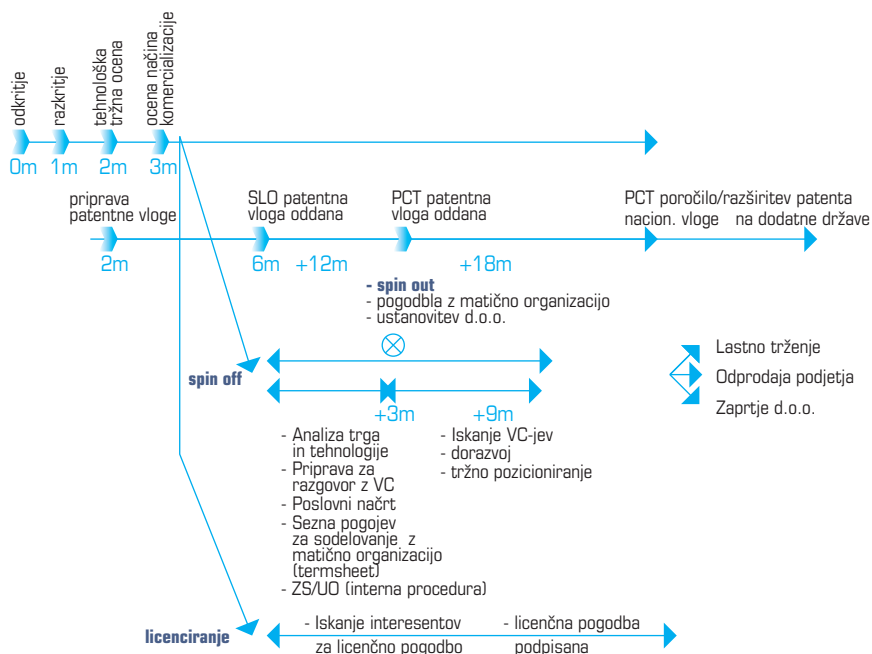 odkritje
razkritje
tehnološka
tržna ocena
ocena načina
komercializacije
0m
1m
2m
3m
priprava
patentne vloge
SLO patentna
vloga oddana
PCT patentna
vloga oddana
PCT poročilo/razširitev patenta
nacion. vloge na dodatne države
2m
6m
+12m
+18m
- spin out
- pogodbla z matično organizacijo
- ustanovitev d.o.o.
spin off
+3m
+9m
- Analiza trga
in tehnologije
- Priprava za
razgovor z VC
- Poslovni načrt
- Sezna pogojev
za sodelovanje z
matično organizacijo
(termsheet)
- ZS/UO (interna procedura)
- Iskanje VC-jev
- dorazvoj
- tržno pozicioniranje
Lastno trženje
Odprodaja podjetja
Zaprtje d.o.o.
licenciranje
- Iskanje interesentov
za licenčno pogodbo
- licenčna pogodba
podpisana